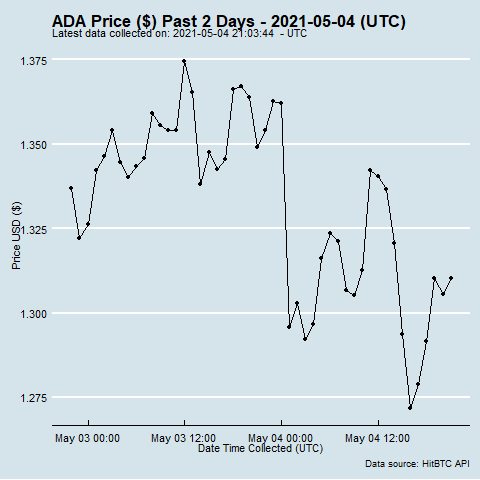 ADA Price ($) Past 2 Days - 2021-05-04 (UTC)
Latest data collected on: 2021-05-04 21:03:44  - UTC
1.375
1.350
1.325
1.300
1.275
Price USD ($)
May 03 00:00 May 03 12:00 May 04 00:00 May 04 12:00
Date Time Collected (UTC)
Data source: HitBTC API